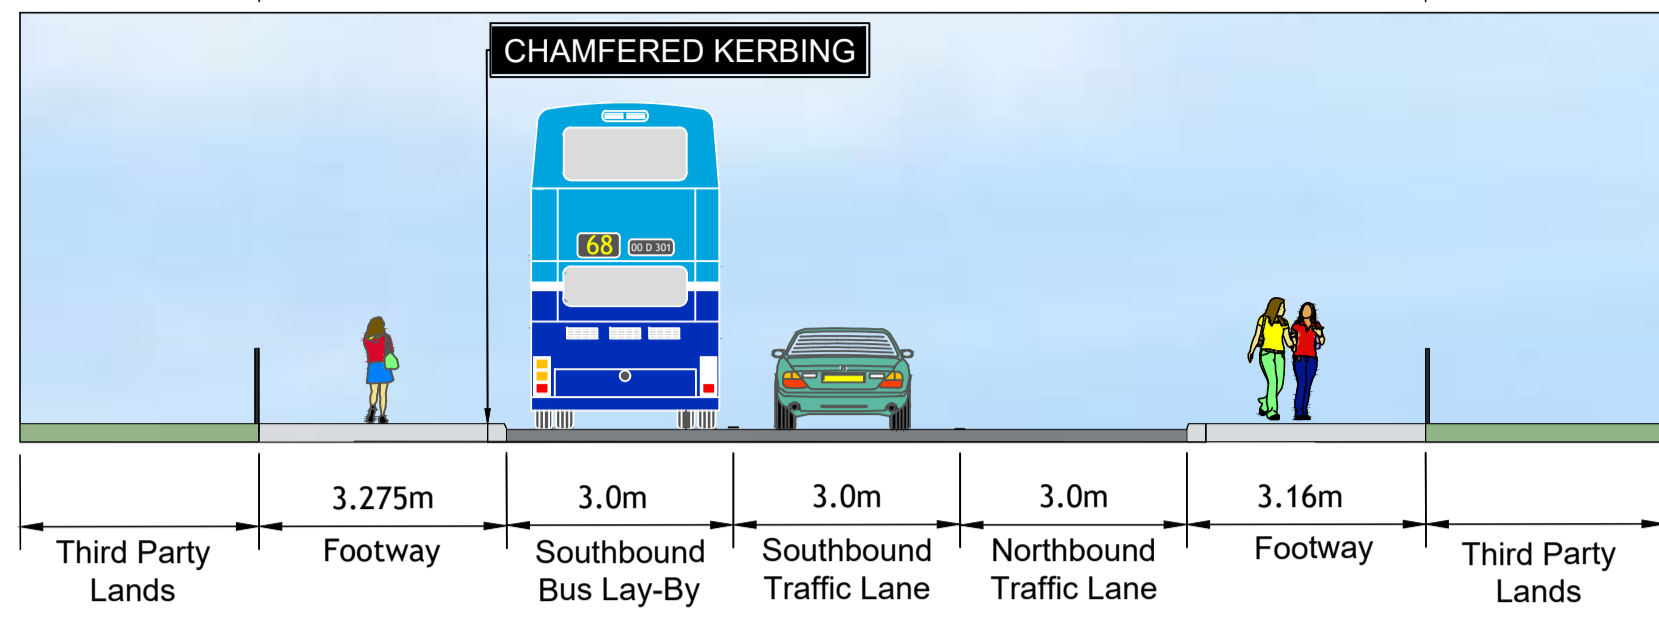 CHAMFERED KERBING
68
00 D 301
3.275m
3.0m
3.0m
3.0m
3.16m
Third Party
Lands
Footway
Southbound
Bus Lay-By
Southbound
Traffic Lane
Northbound
Traffic Lane
Footway
Third Party
Lands